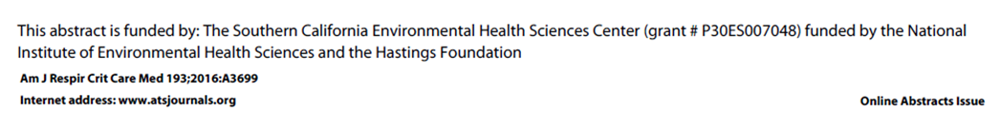 This abstract is funded by: The Southern California Environmental Health Sciences Center (grant # P30ES007048) funded by the National
Institute of Environmental Health Sciences and the Hastings Foundation
Am J Respir Crit Care Med 193;2016:A3699
Internet address: www.atsjournals.org
Online Abstracts Issue